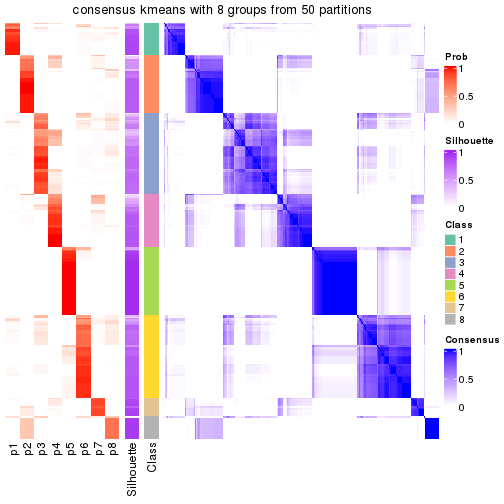 consensus kmeans with 8 groups from 50 partitions
Prob
1
0.5
0
Silhouette
1
0.5
0
Class
1
2
3
4
5
6
7
8
Consensus
1
0.5
0
p1
p2
p3
p4
p5
p6
p7
p8
Silhouette
Class